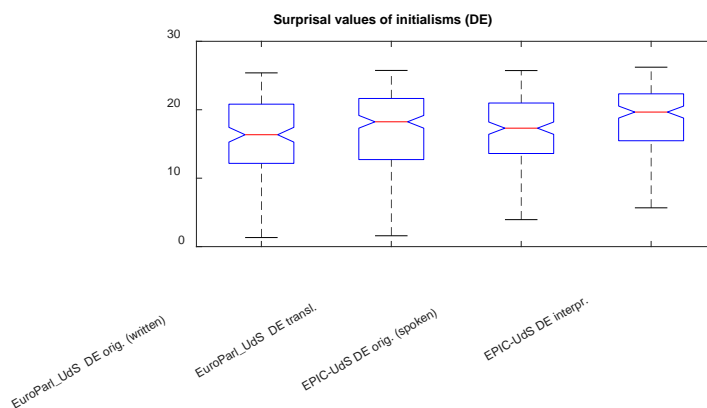 Surprisal values of initialisms (DE)
30
20
10
0
EuroParl_UdS DE orig. (written)
EuroParl_UdS DE transl.
EPIC-UdS DE orig. (spoken)
EPIC-UdS DE interpr.